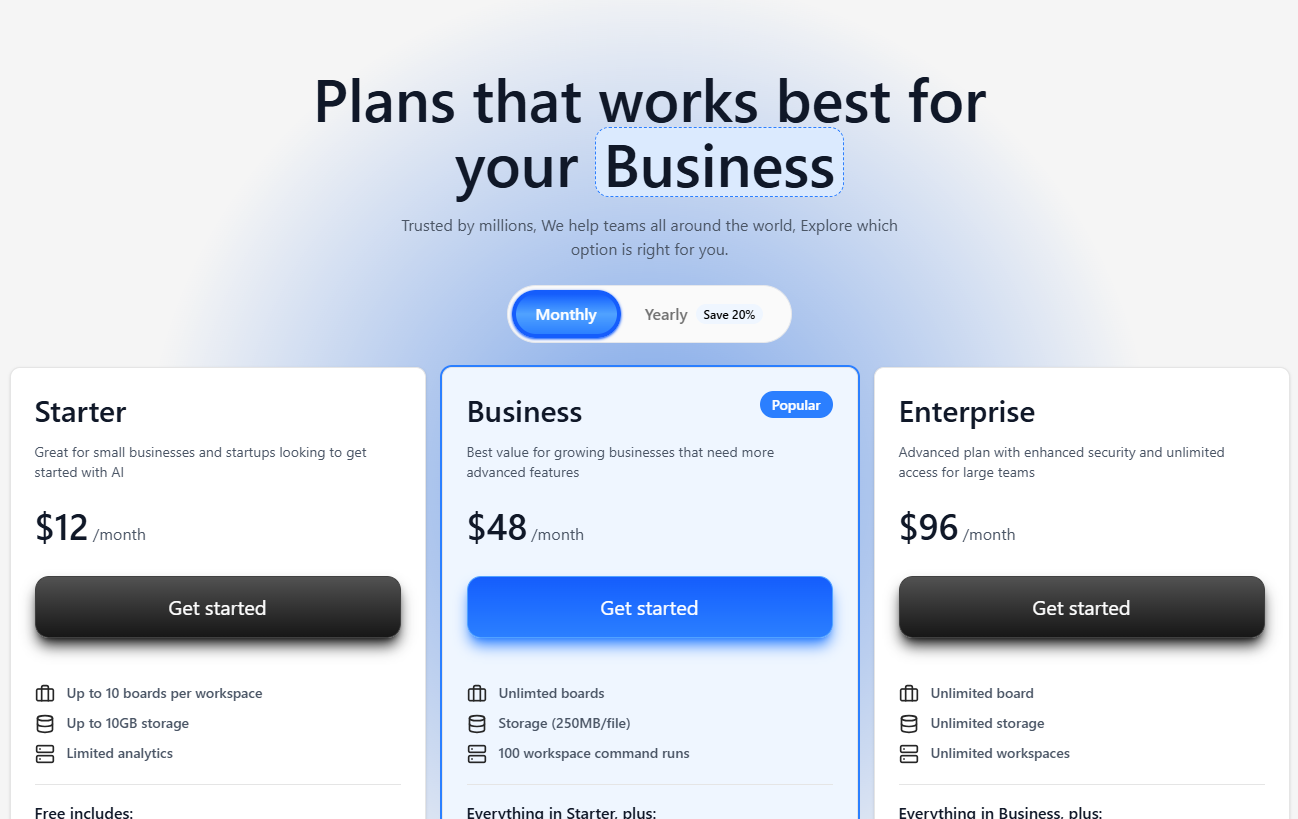 Plans that works best for
your Business
Trusted by millions, We help teams all around the world, Explore which
option is right for you.
Monthly
Yearly
Save 20%
Starter
Great for small businesses and startups looking to get
started with AI
$12 /month
Get started
Up to 10 boards per workspace
Up to 10GB storage
Limited analytics
Free includes:
Business
Popular
Best value for growing businesses that need more
advanced features
$48 /month
Get started
Unlimted boards
Storage (250MB/file)
100 workspace command runs
Everything in Starter, plus:
Enterprise
Advanced plan with enhanced security and unlimited
access for large teams
$96 /month
Get started
Unlimited board
Unlimited storage
Unlimited workspaces
Everything in Business, plus: